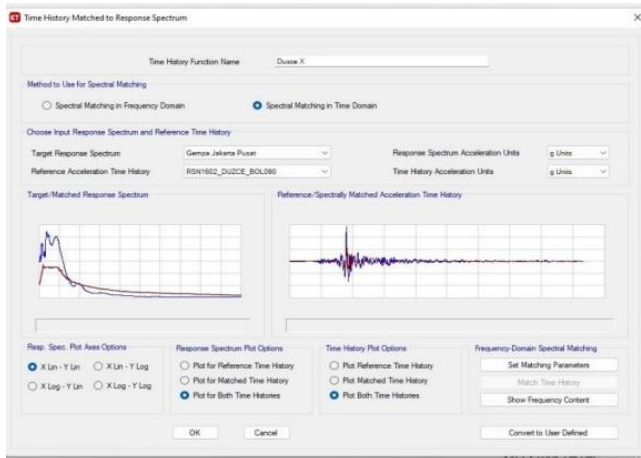 ET Time History Matched to Response Spectrum
Time History Function Name Dusce X
Method to Use for Spectral Matching
Spectral Matching in Frequency Domain Spectral Matching in Time Domain
Choose Input Response Spectrum and Reference Time History
Target Response Spectrum Gempa Jakarta Pusat Response Spectrum Acceleration Units g Units
Reference Acceleration Time History RSN1602_DUZCE_BOL090 Time History Acceleration Units g Units
Target/Matched Response Spectrum Reference/Spectrally Matched Acceleration Time History
Resp. Spec. Plot Axes Options Response Spectrum Plot Options Time History Plot Options Frequency-Domain Spectral Matching
X Lin - Y Lin X Lin - Y Log Plot for Reference Time History Plot Reference Time History Set Matching Parameters
X Log - Y Lin X Log - Y Log Plot for Matched Time History Plot Matched Time History Match Time History
Plot for Both Time Histories Plot Both Time Histories Show Frequency Content
OK Cancel Convert to User Defined